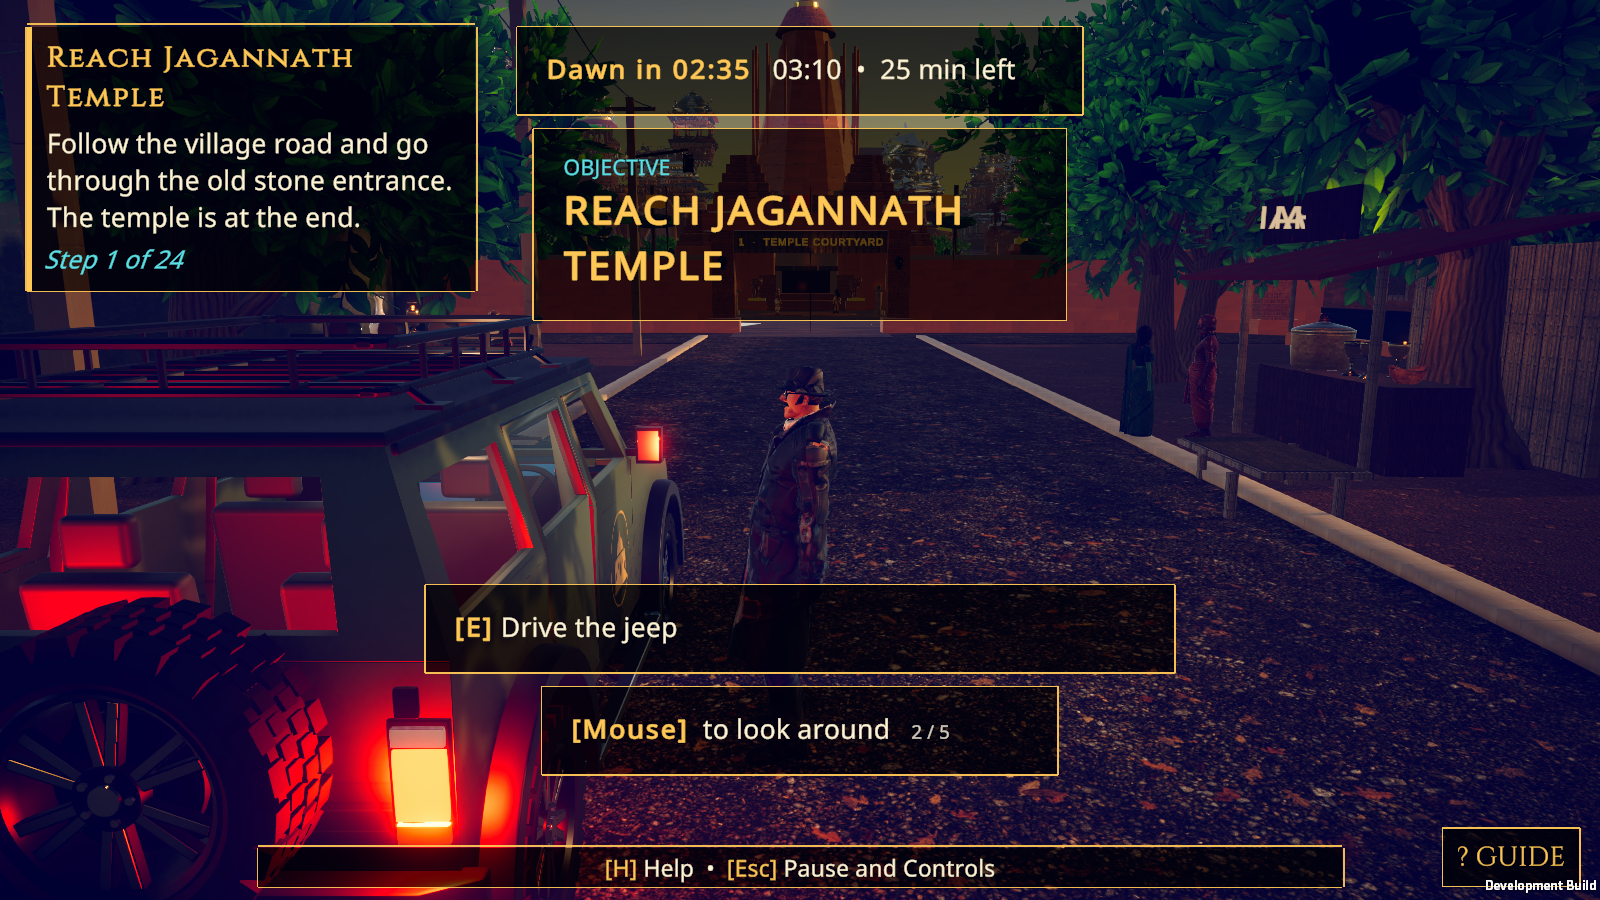 REACH JAGANNATH
TEMPLE
Follow the village road and go
through the old stone entrance.
The temple is at the end.
Step 1 of 24
Dawn in 02:35 03:10 • 25 min left
OBJECTIVE
REACH JAGANNATH
TEMPLE
1 · TEMPLE COURTYARD
[E] Drive the jeep
[Mouse] to look around 2 / 5
[H] Help • [Esc] Pause and Controls
? GUIDE
Development Build